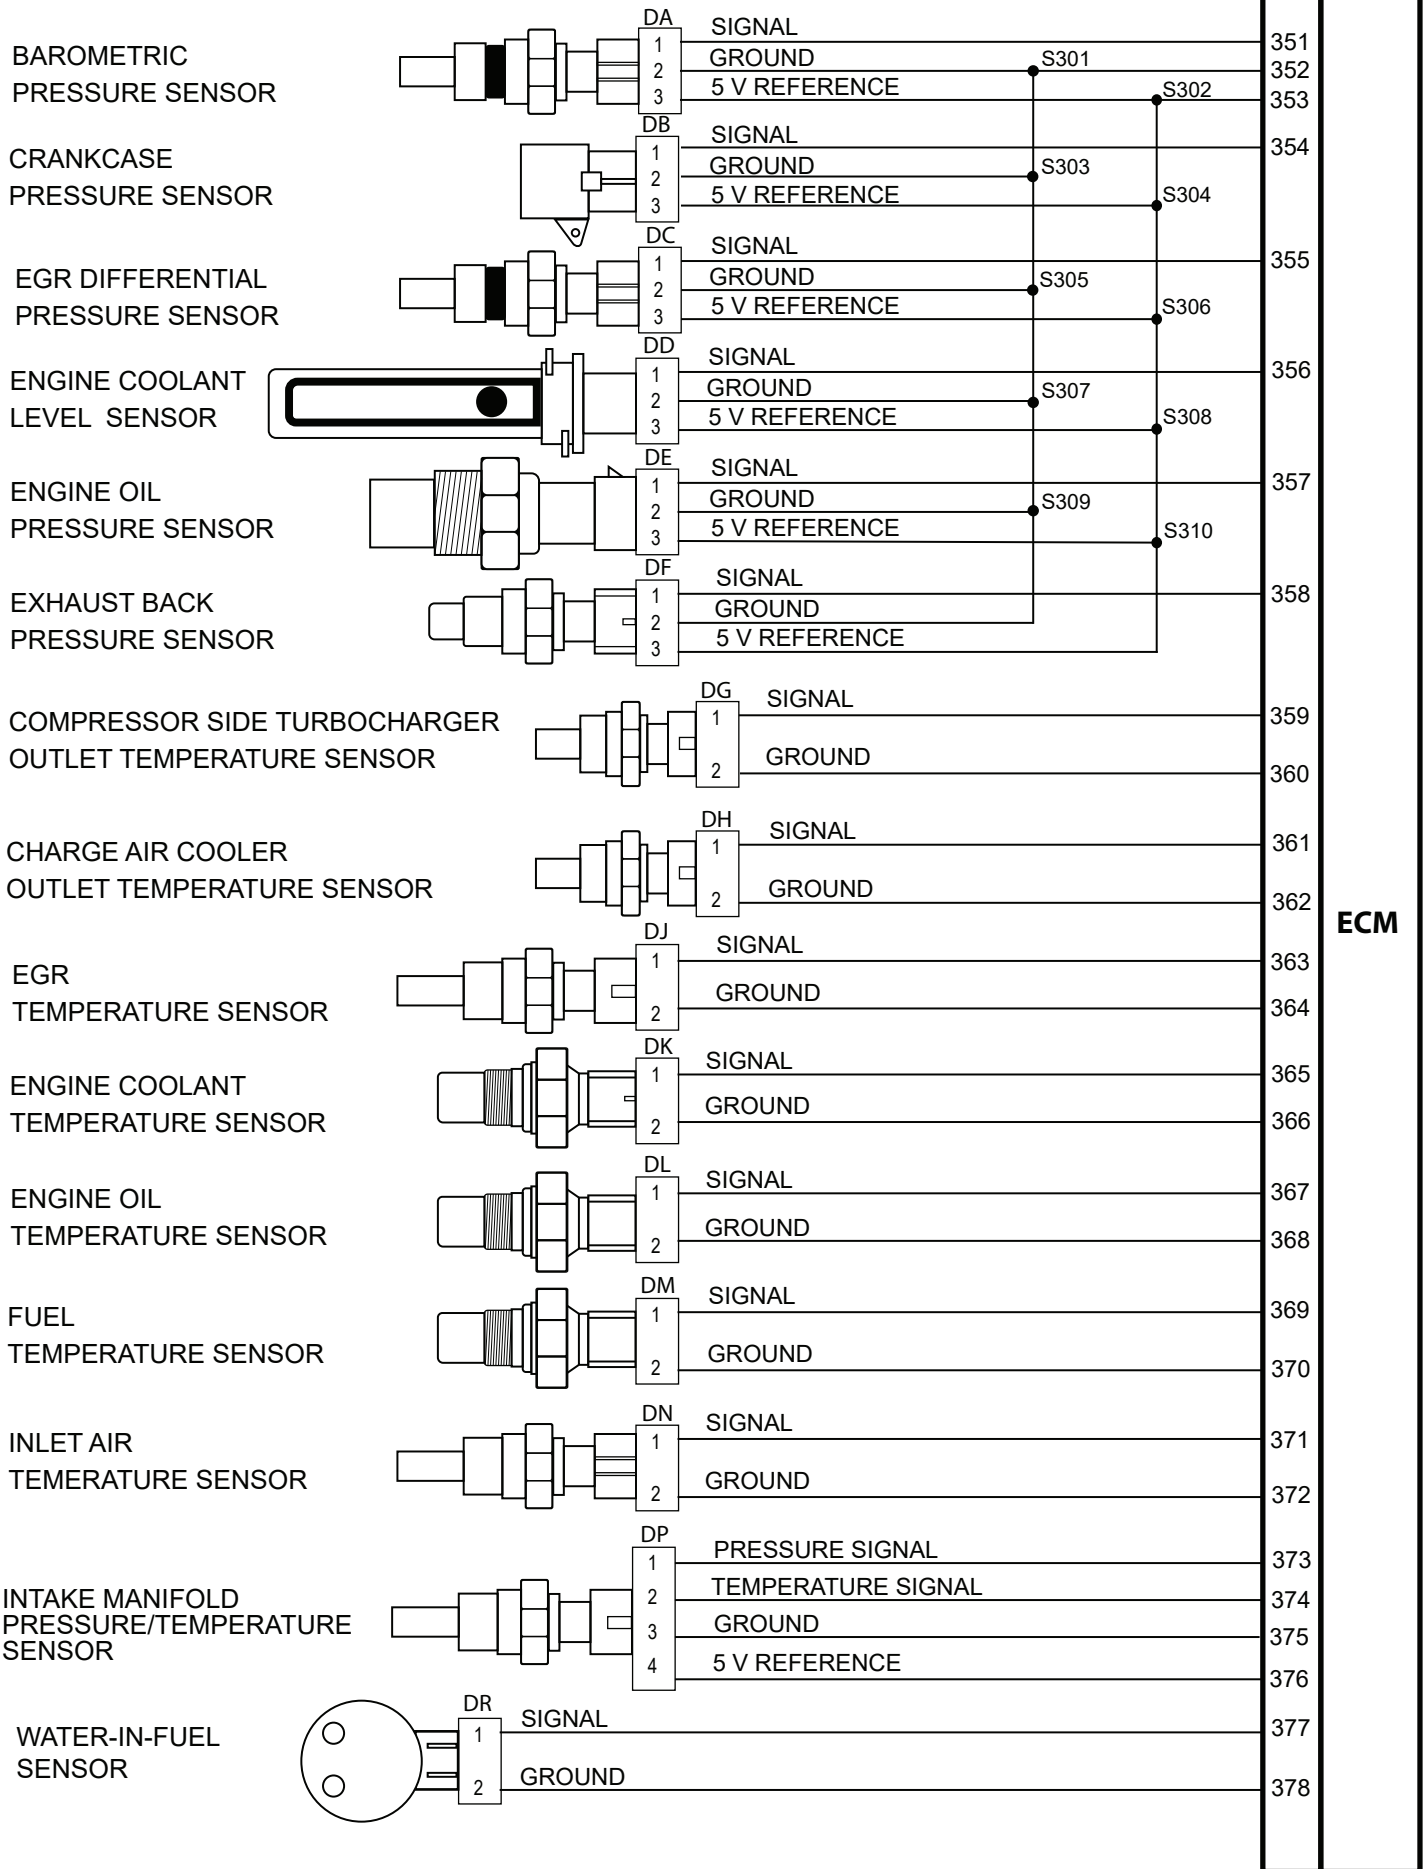 DA
BAROMETRIC
PRESSURE SENSOR
1
2
3
SIGNAL
GROUND
5 V REFERENCE
S301
S302
351
352
353
DB
CRANKCASE
PRESSURE SENSOR
1
2
3
SIGNAL
GROUND
5 V REFERENCE
S303
S304
354
DC
EGR DIFFERENTIAL
PRESSURE SENSOR
1
2
3
SIGNAL
GROUND
5 V REFERENCE
S305
S306
355
DD
ENGINE COOLANT
LEVEL SENSOR
1
2
3
SIGNAL
GROUND
5 V REFERENCE
S307
S308
356
DE
ENGINE OIL
PRESSURE SENSOR
1
2
3
SIGNAL
GROUND
5 V REFERENCE
S309
S310
357
DF
EXHAUST BACK
PRESSURE SENSOR
1
2
3
SIGNAL
GROUND
5 V REFERENCE
358
DG
COMPRESSOR SIDE TURBOCHARGER
OUTLET TEMPERATURE SENSOR
1
2
SIGNAL
GROUND
359
360
DH
CHARGE AIR COOLER
OUTLET TEMPERATURE SENSOR
1
2
SIGNAL
GROUND
361
362
ECM
DJ
EGR
TEMPERATURE SENSOR
1
2
SIGNAL
GROUND
363
364
DK
ENGINE COOLANT
TEMPERATURE SENSOR
1
2
SIGNAL
GROUND
365
366
DL
ENGINE OIL
TEMPERATURE SENSOR
1
2
SIGNAL
GROUND
367
368
DM
FUEL
TEMPERATURE SENSOR
1
2
SIGNAL
GROUND
369
370
DN
INLET AIR
TEMERATURE SENSOR
1
2
SIGNAL
GROUND
371
372
DP
INTAKE MANIFOLD
PRESSURE/TEMPERATURE
SENSOR
1
2
3
4
PRESSURE SIGNAL
TEMPERATURE SIGNAL
GROUND
5 V REFERENCE
373
374
375
376
DR
WATER-IN-FUEL
SENSOR
1
2
SIGNAL
GROUND
377
378